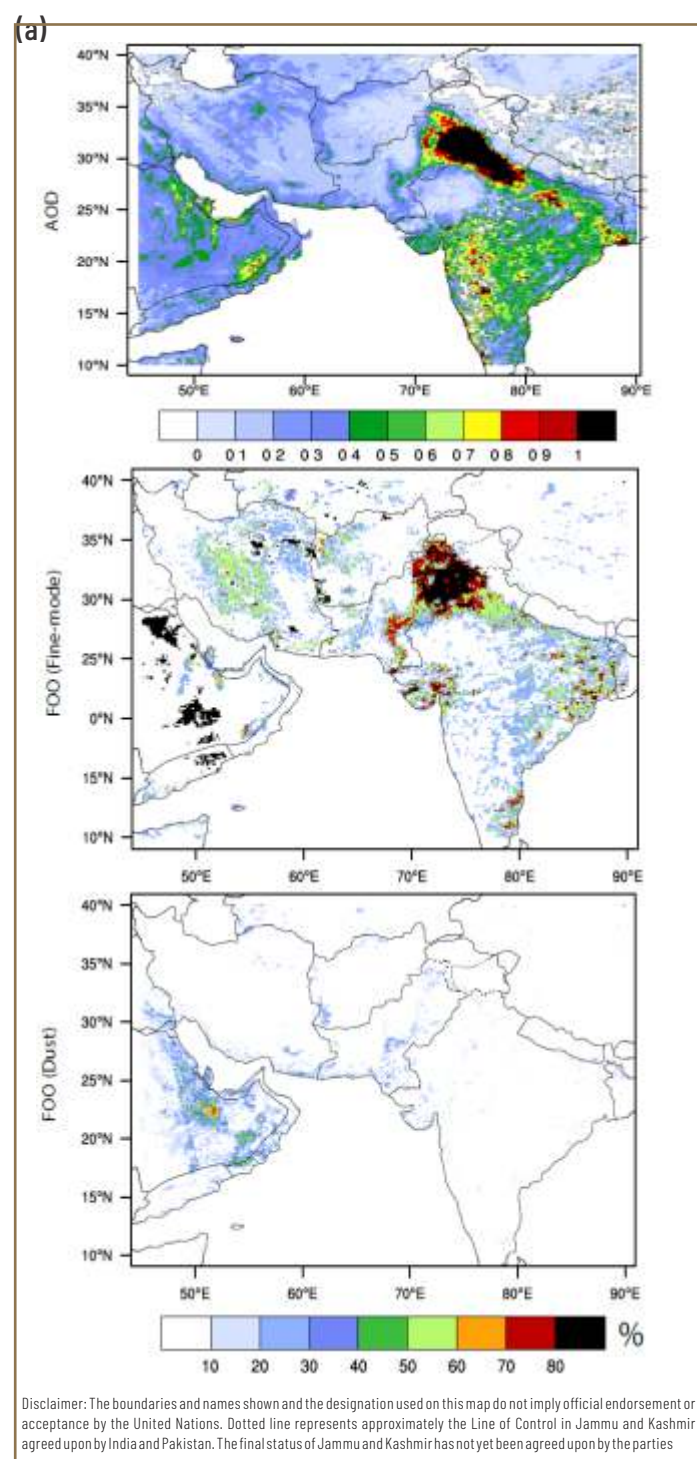 (a)
AOD
40°N
35°N
30°N
25°N
20°N
15°N
10°N
50°E 60°E 70°E 80°E 90°E
0 0 1 0 2 0 3 0 4 0 5 0 6 0 7 0 8 0 9 1
FOO (Fine-mode)
40°N
35°N
30°N
25°N
0°N
15°N
10°N
50°E 60°E 70°E 80°E 90°E
FOO (Dust)
40°N
35°N
30°N
25°N
20°N
15°N
10°N
50°E 60°E 70°E 80°E 90°E
%
10 20 30 40 50 60 70 80
Disclaimer: The boundaries and names shown and the designation used on this map do not imply official endorsement or
acceptance by the United Nations. Dotted line represents approximately the Line of Control in Jammu and Kashmir
agreed upon by India and Pakistan. The final status of Jammu and Kashmir has not yet been agreed upon by the parties